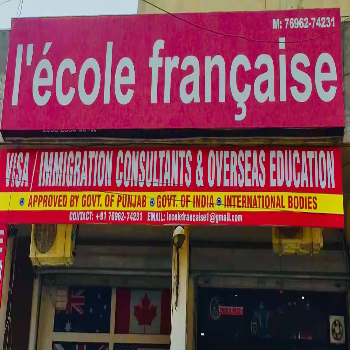 M: 76962-74231
l'école française
VISA / IMMIGRATION CONSULTANTS & OVERSEAS EDUCATION
APPROVED BY GOVT. OF PUNJAB GOVT. OF INDIA INTERNATIONAL BODIES
CONTACT: +91 76962-74231 EMAIL: lecolefrançaise1@gmail.com